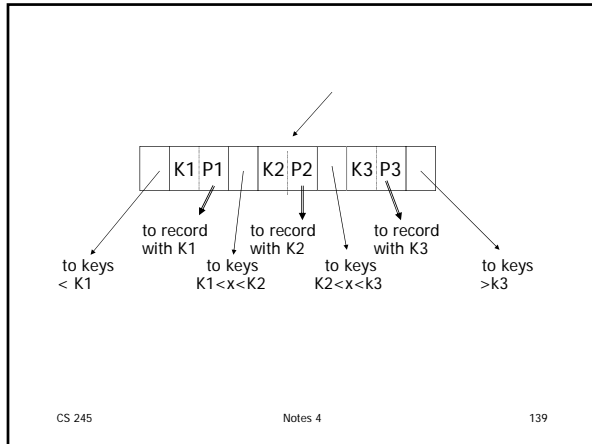 K1 P1 K2 P2 K3 P3
to record to record to record
with K1 with K2 with K3
to keys to keys to keys to keys
< K1 K1<x<K2 K2<x<k3 >k3
CS 245 Notes 4 139